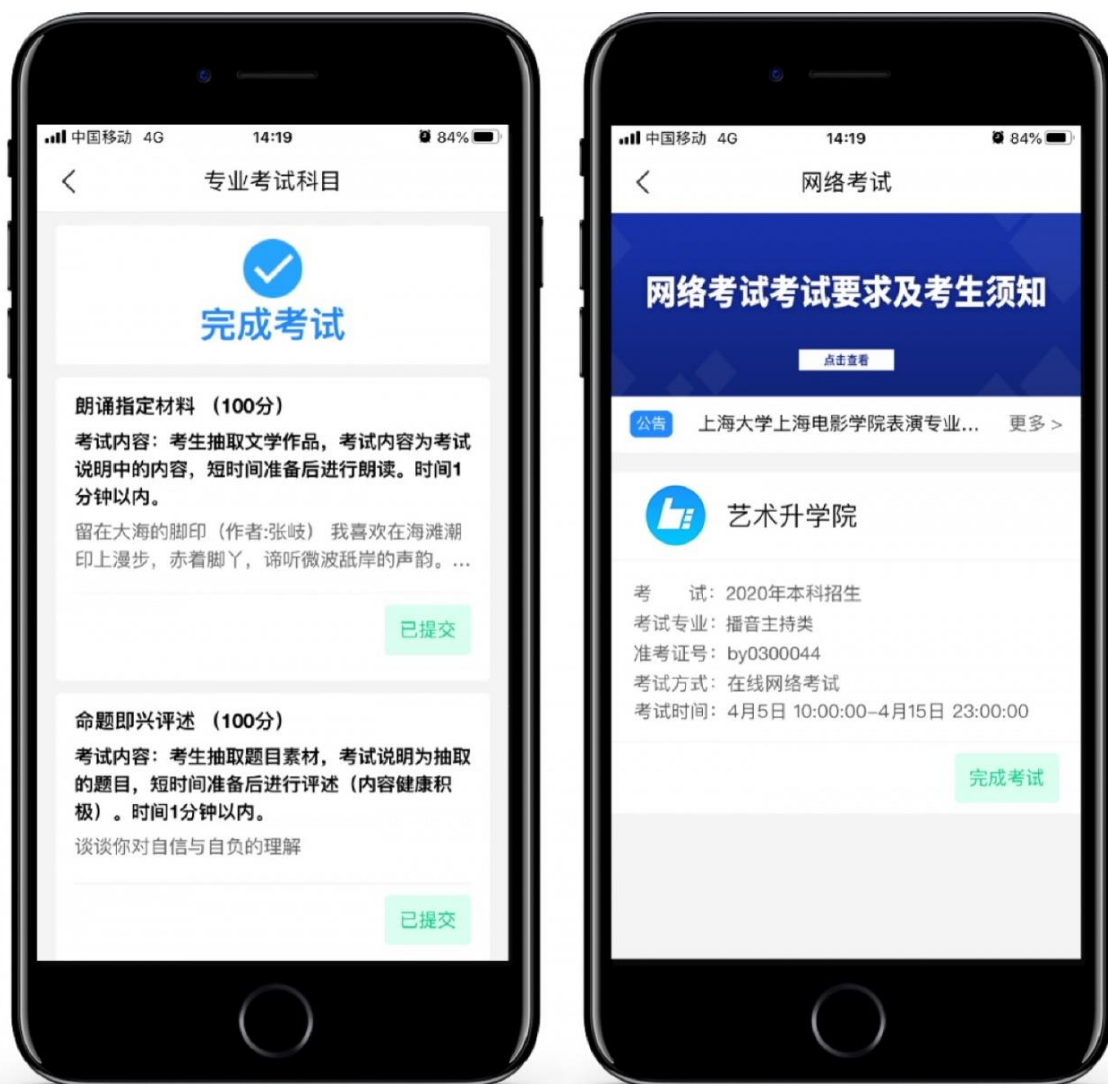 中国移动 4G 14:19 84%
专业考试科目
完成考试
朗诵指定材料 （100分）
考试内容：考生抽取文学作品，考试内容为考试
说明中的内容，短时间准备后进行朗读。时间1
分钟以内。
留在大海的脚印（作者:张岐） 我喜欢在海滩潮
印上漫步，赤着脚丫，谛听微波舐岸的声韵。...
已提交
命题即兴评述 （100分）
考试内容：考生抽取题目素材，考试说明为抽取
的题目，短时间准备后进行评述（内容健康积
极）。时间1分钟以内。
谈谈你对自信与自负的理解
已提交
中国移动 4G 14:19 84%
网络考试
网络考试考试要求及考生须知
点击查看
公告 上海大学上海电影学院表演专业... 更多 >
艺术升学院
考 试：2020年本科招生
考试专业：播音主持类
准考证号：by0300044
考试方式：在线网络考试
考试时间：4月5日 10:00:00-4月15日 23:00:00
完成考试